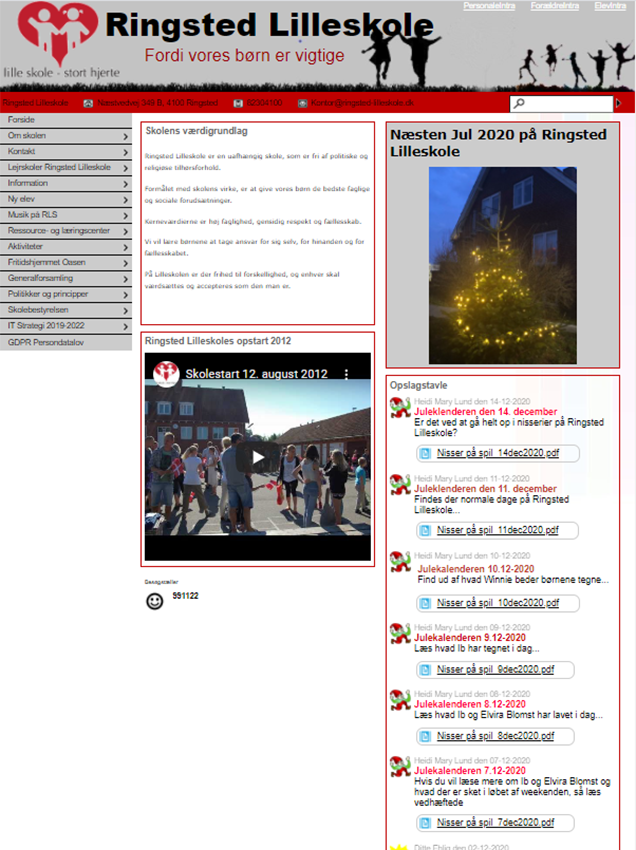 PersonaleIntra ForældreIntra ElevIntra
Ringsted Lilleskole
Fordi vores børn er vigtige
lille skole - stort hjerte
Ringsted Lilleskole Næstvedvej 349 B, 4100 Ringsted Kontor@ringsted-lilleskole.dk
Forside
Om skolen
Kontakt
Lejrskoler Ringsted Lilleskole
Information
Ny elev
Musik på RLS
Ressource- og læringscenter
Aktiviteter
Fritidshjemmet Oasen
Generalforsamling
Politikker og principper
Skolebestyrelsen
IT Strategi 2019-2022
GDPR Persondatalov
Skolens værdigrundlag
Ringsted Lilleskole er en uafhængig skole, som er fri af politiske og
religiøse tilhørsforhold.
Formålet med skolens virke, er at give vores børn de bedste faglige
og sociale forudsætninger.
Kerneværdierne er høj faglighed, gensidig respekt og fællesskab.
Vi vil lære børnene at tage ansvar for sig selv, for hinanden og for
fællesskabet.
På Lilleskolen er der frihed til forskellighed, og enhver skal
værdsættes og accepteres som den man er.
Ringsted Lilleskoles opstart 2012
Skolestart 12. august 2012
Besøgstæller
991122
Næsten Jul 2020 på Ringsted
Lilleskole
Opslagstavle
Heidi Mary Lund den 14-12-2020
Juleklenderen den 14. december
Er det ved at gå helt op i nisserier på Ringsted
Lilleskole?
Nisser på spil_14dec2020.pdf
Heidi Mary Lund den 11-12-2020
Juleklenderen den 11. december
Findes der normale dage på Ringsted
Lilleskole...
Nisser på spil_11dec2020.pdf
Heidi Mary Lund den 10-12-2020
Julekalenderen 10.12-2020
Find ud af hvad Winnie beder børnene tegne...
Nisser på spil_10dec2020.pdf
Heidi Mary Lund den 09-12-2020
Julekalenderen 9.12-2020
Læs hvad Ib har tegnet i dag...
Nisser på spil_9dec2020.pdf
Heidi Mary Lund den 08-12-2020
Julekalenderen 8.12-2020
Læs hvad Ib og Elvira Blomst har lavet i dag...
Nisser på spil_8dec2020.pdf
Heidi Mary Lund den 07-12-2020
Julekalenderen 7.12-2020
Hvis du vil læse mere om Ib og Elvira Blomst og
hvad der er sket i løbet af weekenden, så læs
vedhæftede
Nisser på spil_7dec2020.pdf
Ditte Ehlig den 02-12-2020